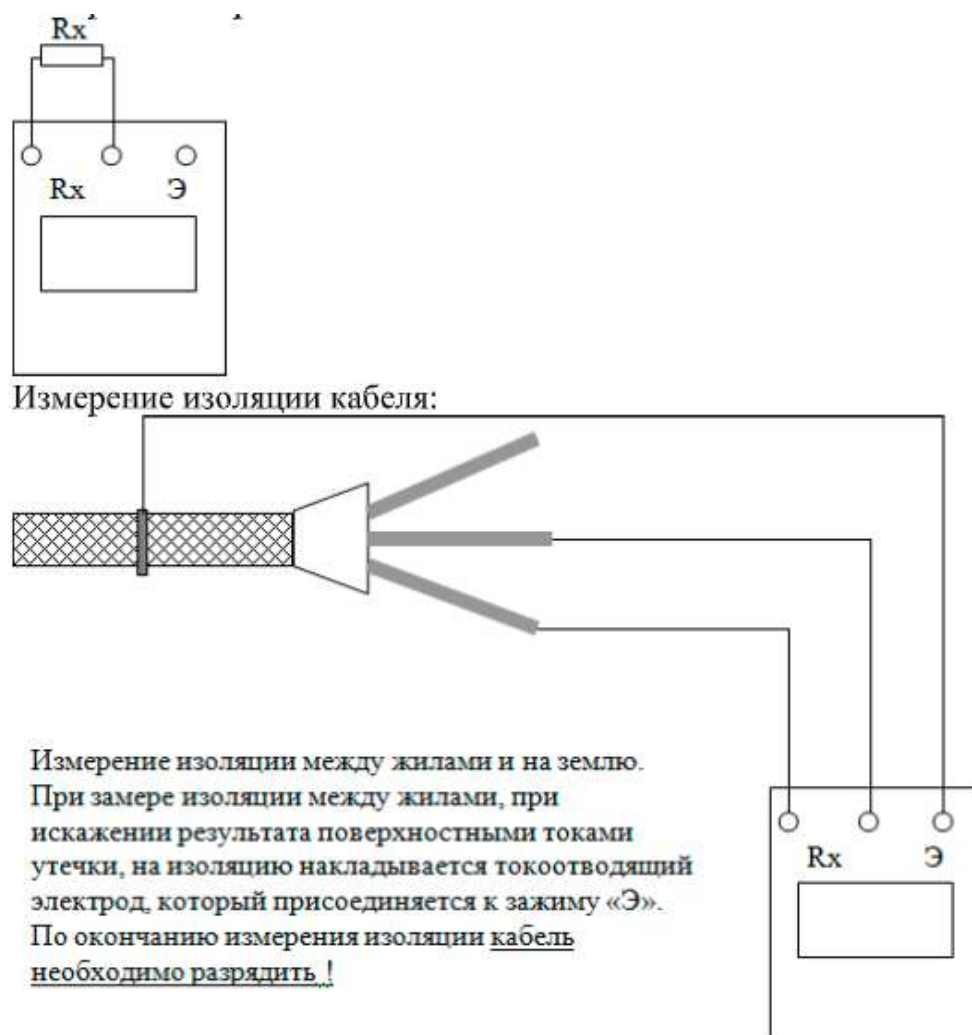 Rx
Rx Э
Измерение изоляции кабеля:
Измерение изоляции между жилами и на землю.
При замере изоляции между жилами, при
искажении результата поверхностными токами
утечки, на изоляцию накладывается токоотводящий
электрод, который присоединяется к зажиму «Э».
По окончанию измерения изоляции кабель
необходимо разрядить !
Rx Э